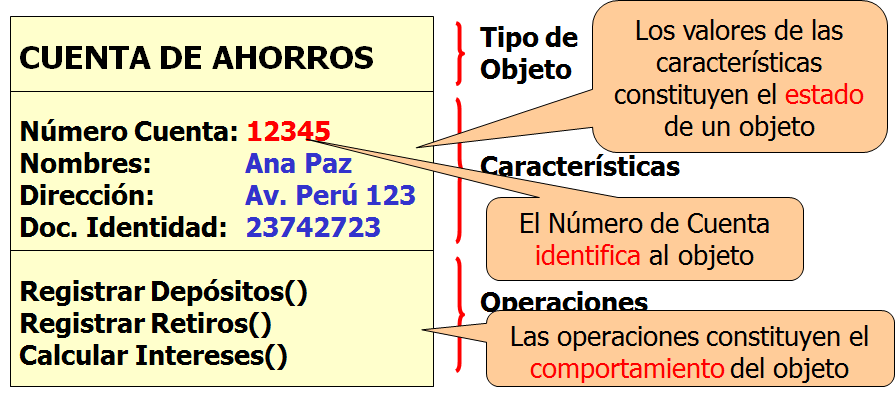 CUENTA DE AHORROS
Número Cuenta: 12345
Nombres: Ana Paz
Dirección: Av. Perú 123
Doc. Identidad: 23742723
Registrar Depósitos()
Registrar Retiros()
Calcular Intereses()
Tipo de
Objeto
Características
Operaciones
Los valores de las
características
constituyen el estado
de un objeto
El Número de Cuenta
identifica al objeto
Las operaciones constituyen el
comportamiento del objeto